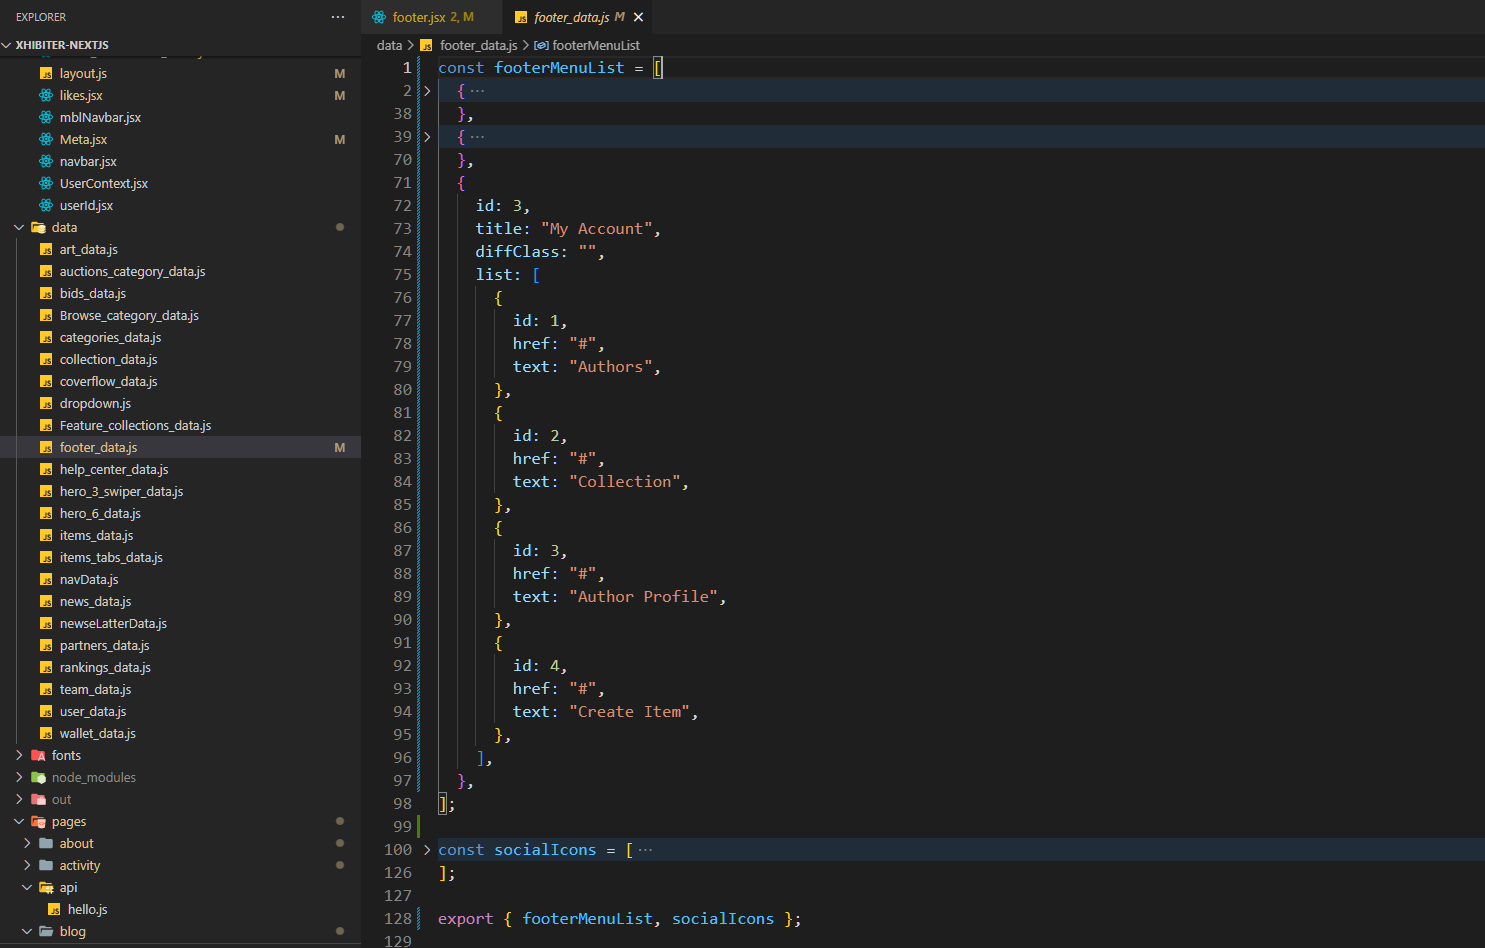 EXPLORER
XHIBITER-NEXTJS
layout.js M
likes.jsx M
mblNavbar.jsx
Meta.jsx M
navbar.jsx
UserContext.jsx
userId.jsx
data
art_data.js
auctions_category_data.js
bids_data.js
Browse_category_data.js
categories_data.js
collection_data.js
coverflow_data.js
dropdown.js
Feature_collections_data.js
footer_data.js M
help_center_data.js
hero_3_swiper_data.js
hero_6_data.js
items_data.js
items_tabs_data.js
navData.js
news_data.js
newseLatterData.js
partners_data.js
rankings_data.js
team_data.js
user_data.js
wallet_data.js
fonts
node_modules
out
pages
about
activity
api
hello.js
blog
footer.jsx 2, M
footer_data.js M
data > footer_data.js > footerMenuList
1 const footerMenuList = [
2 { ...
38 },
39 { ...
70 },
71 {
72 id: 3,
73 title: "My Account",
74 diffClass: "",
75 list: [
76 {
77 id: 1,
78 href: "#",
79 text: "Authors",
80 },
81 {
82 id: 2,
83 href: "#",
84 text: "Collection",
85 },
86 {
87 id: 3,
88 href: "#",
89 text: "Author Profile",
90 },
91 {
92 id: 4,
93 href: "#",
94 text: "Create Item",
95 },
96 ],
97 },
98 ];
99
100 const socialIcons = [ ...
126 ];
127
128 export { footerMenuList, socialIcons };
129